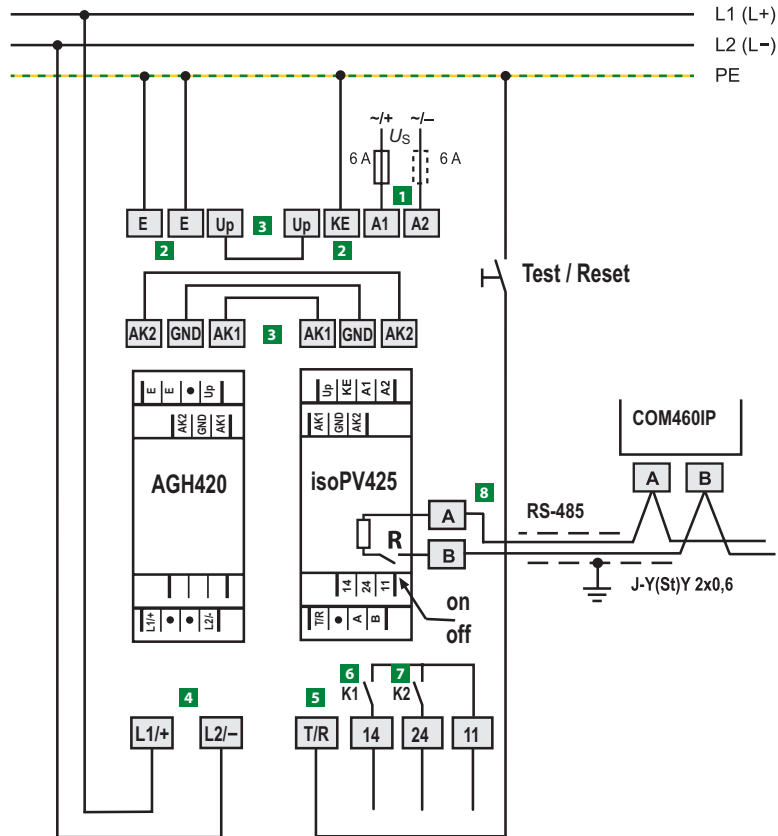 L1 (L+)
L2 (L–)
PE
~/+ ~/–
US
6 A 6 A
1
E E Up 3 Up KE A1 A2
2 2
Test / Reset
AK2 GND AK1 3 AK1 GND AK2
E E Up
AK2 GND AK1
Up KE A1 A2
AK1 GND AK2
COM460IP
AGH420 isoPV425
A B
8
RS-485
A
R
B
J-Y(St)Y 2x0,6
14 24 11
on
off
L1/+ L2/-
T/R A B
6 7
4 5 K1 K2
L1/+ L2/– T/R 14 24 11